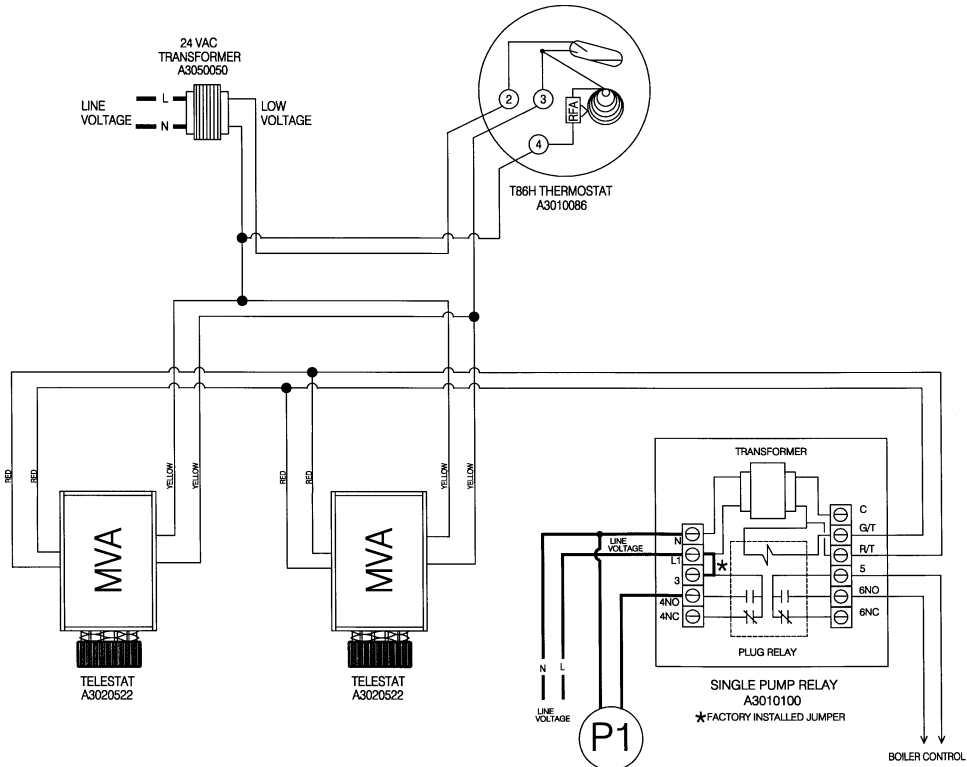 24 VAC
TRANSFORMER
A3050050
LINE
VOLTAGE
L
N
LOW
VOLTAGE
2
3
4
RFA
T86H THERMOSTAT
A3010086
RED
RED
YELLOW
YELLOW
RED
RED
YELLOW
YELLOW
MVA
MVA
TELESTAT
A3020522
TELESTAT
A3020522
TRANSFORMER
N
LINE
VOLTAGE
L1
3
4NO
4NC
*
C
G/T
R/T
5
6NO
6NC
PLUG RELAY
N
L
LINE
VOLTAGE
P1
SINGLE PUMP RELAY
A3010100
*FACTORY INSTALLED JUMPER
BOILER CONTROL